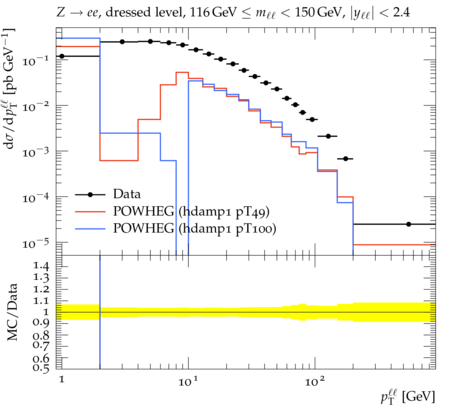 Z → ee, dressed level, 116 GeV ≤ mℓℓ < 150 GeV, |yℓℓ| < 2.4
dσ/dpTℓℓ [pb GeV⁻¹]
10⁻¹
10⁻²
10⁻³
10⁻⁴
10⁻⁵
Data
POWHEG (hdamp1 pT49)
POWHEG (hdamp1 pT100)
MC/Data
1.4
1.3
1.2
1.1
1
0.9
0.8
0.7
0.6
0.5
1 10¹ 10²
pTℓℓ [GeV]